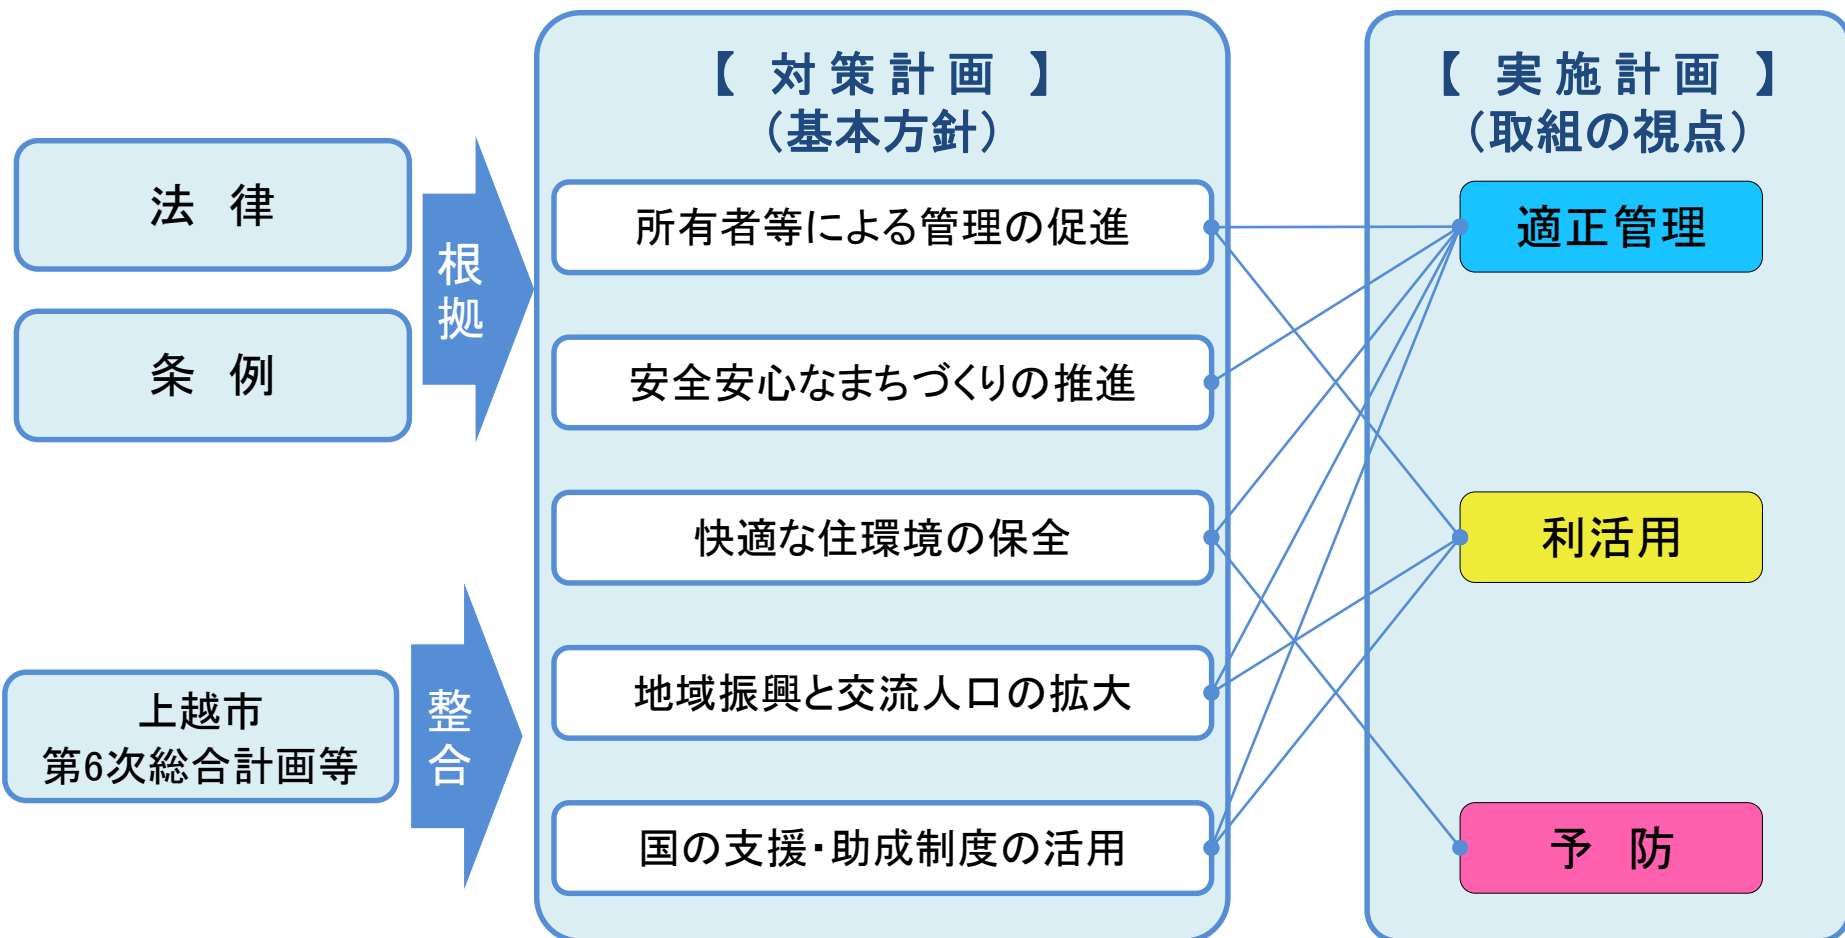 法　律
条　例
根
拠
上越市
第6次総合計画等
整
合
【 対策計画 】
（基本方針）
所有者等による管理の促進
安全安心なまちづくりの推進
快適な住環境の保全
地域振興と交流人口の拡大
国の支援・助成制度の活用
【 実施計画 】
（取組の視点）
適正管理
利活用
予　防